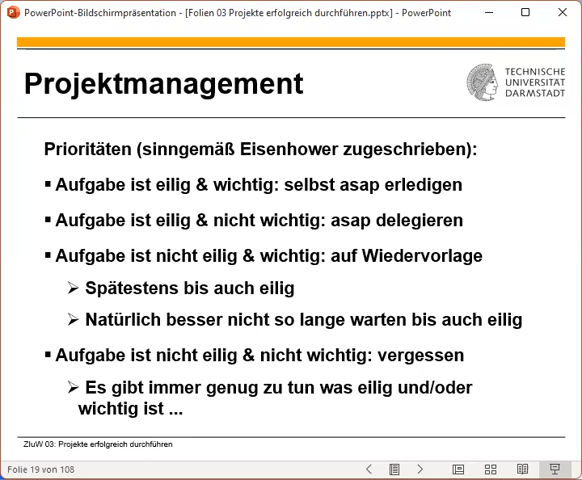 PowerPoint-Bildschirmpräsentation - [Folien 03 Projekte erfolgreich durchführen.pptx] - PowerPoint
Projektmanagement
TECHNISCHE
UNIVERSITÄT
DARMSTADT
Prioritäten (sinngemäß Eisenhower zugeschrieben):
▪ Aufgabe ist eilig & wichtig: selbst asap erledigen
▪ Aufgabe ist eilig & nicht wichtig: asap delegieren
▪ Aufgabe ist nicht eilig & wichtig: auf Wiedervorlage
➢ Spätestens bis auch eilig
➢ Natürlich besser nicht so lange warten bis auch eilig
▪ Aufgabe ist nicht eilig & nicht wichtig: vergessen
➢ Es gibt immer genug zu tun was eilig und/oder
wichtig ist ...
ZIuW 03: Projekte erfolgreich durchführen
Folie 19 von 108